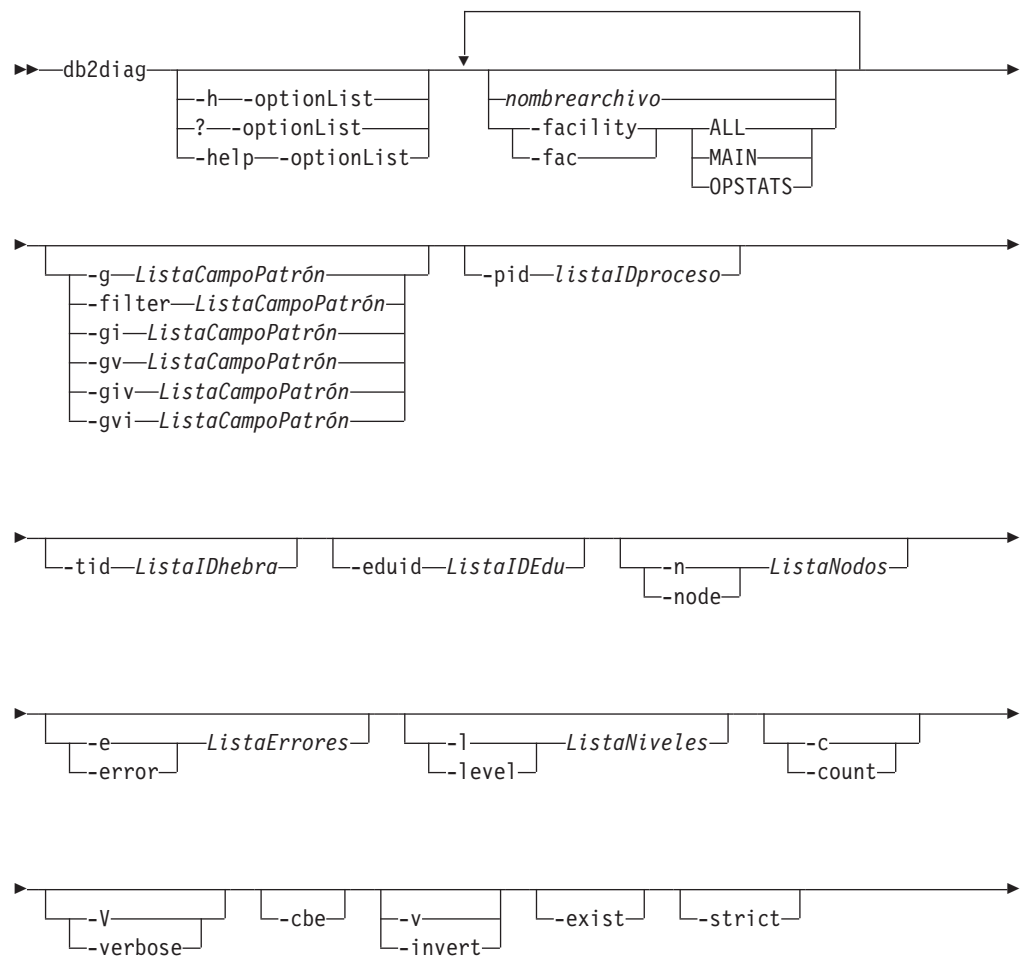 db2diag
-h -optionList
? -optionList
-help -optionList
nombrearchivo
-facility ALL
-fac MAIN
OPSTATS
-g ListaCampoPatrón
-filter ListaCampoPatrón
-gi ListaCampoPatrón
-gv ListaCampoPatrón
-giv ListaCampoPatrón
-gvi ListaCampoPatrón
-pid listaIDproceso
-tid ListaIDhebra
-eduid ListaIDEdu
-n ListaNodos
-node
-e ListaErrores
-error
-l ListaNiveles
-level
-c
-count
-V
-verbose
-cbe
-v
-invert
-exist
-strict